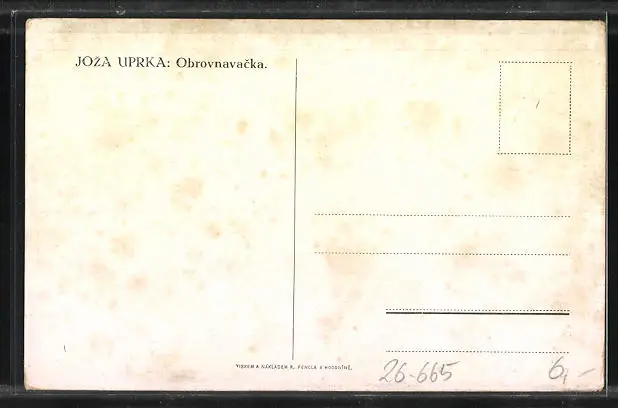 JOŽA UPRKA: Obrovnavačka.
TISKEM A NÁKLADEM R. PENCLA V HODONÍNĚ.
26-665
6,-